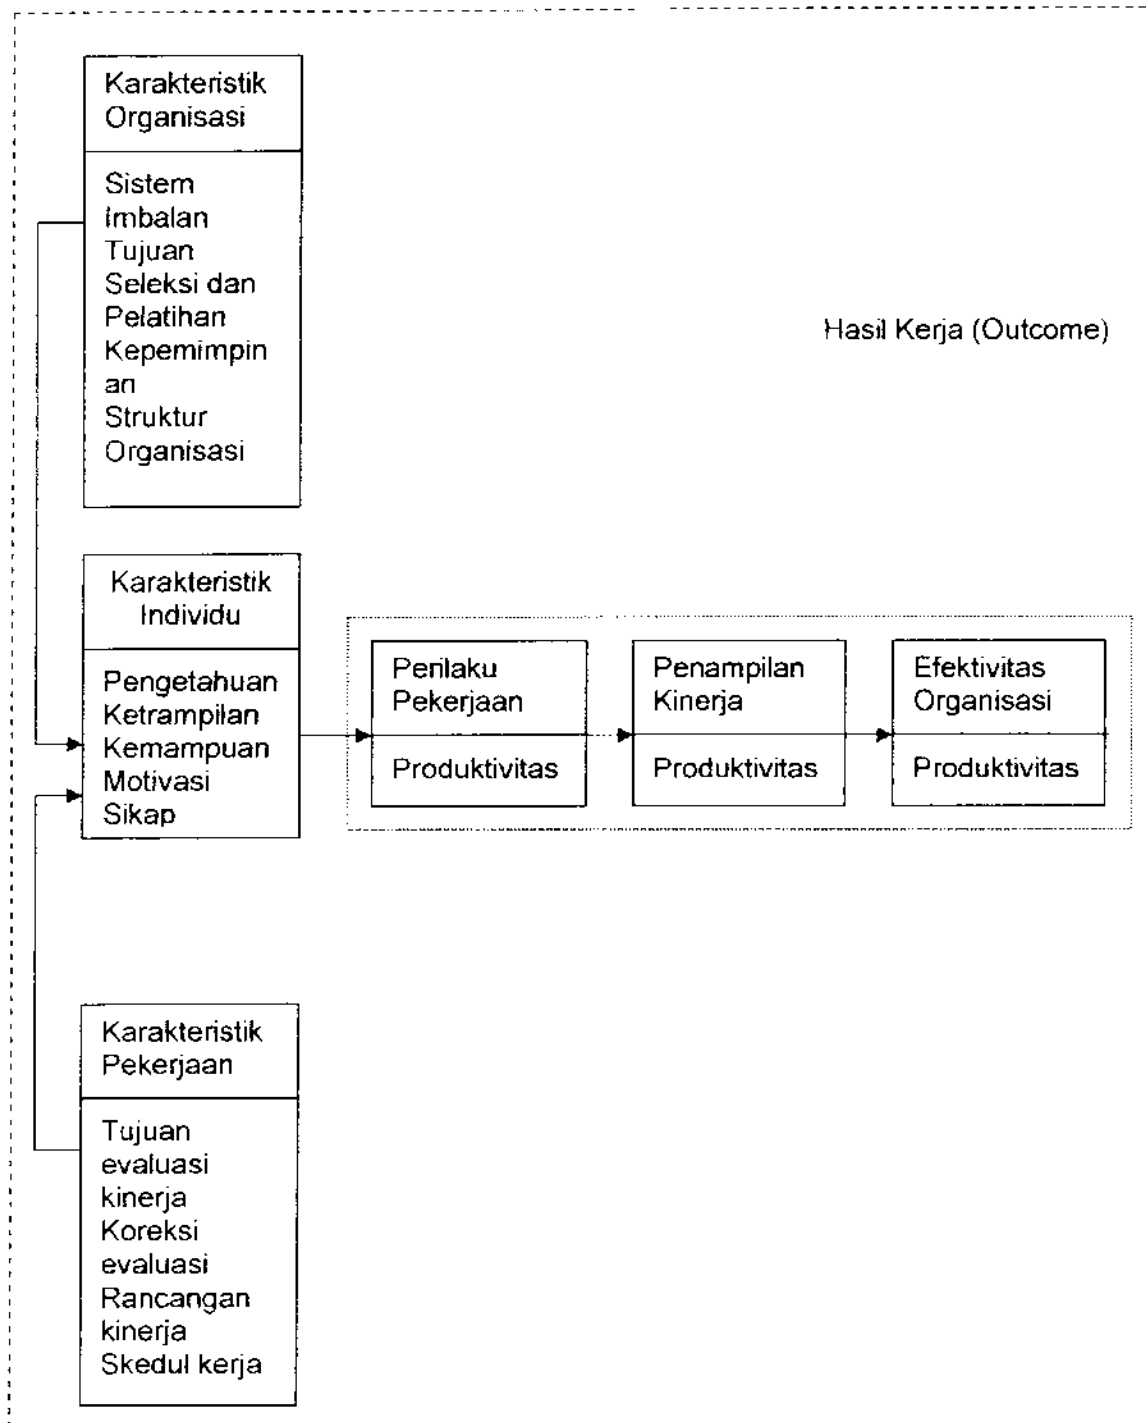 Karakteristik
Organisasi
Sistem
Imbalan
Tujuan
Seleksi dan
Pelatihan
Kepemimpin
an
Struktur
Organisasi
Hasil Kerja (Outcome)
Karakteristik
Individu
Pengetahuan
Ketrampilan
Kemampuan
Motivasi
Sikap
Perilaku
Pekerjaan
Produktivitas
Penampilan
Kinerja
Produktivitas
Efektivitas
Organisasi
Produktivitas
Karakteristik
Pekerjaan
Tujuan
evaluasi
kinerja
Koreksi
evaluasi
Rancangan
kinerja
Skedul kerja